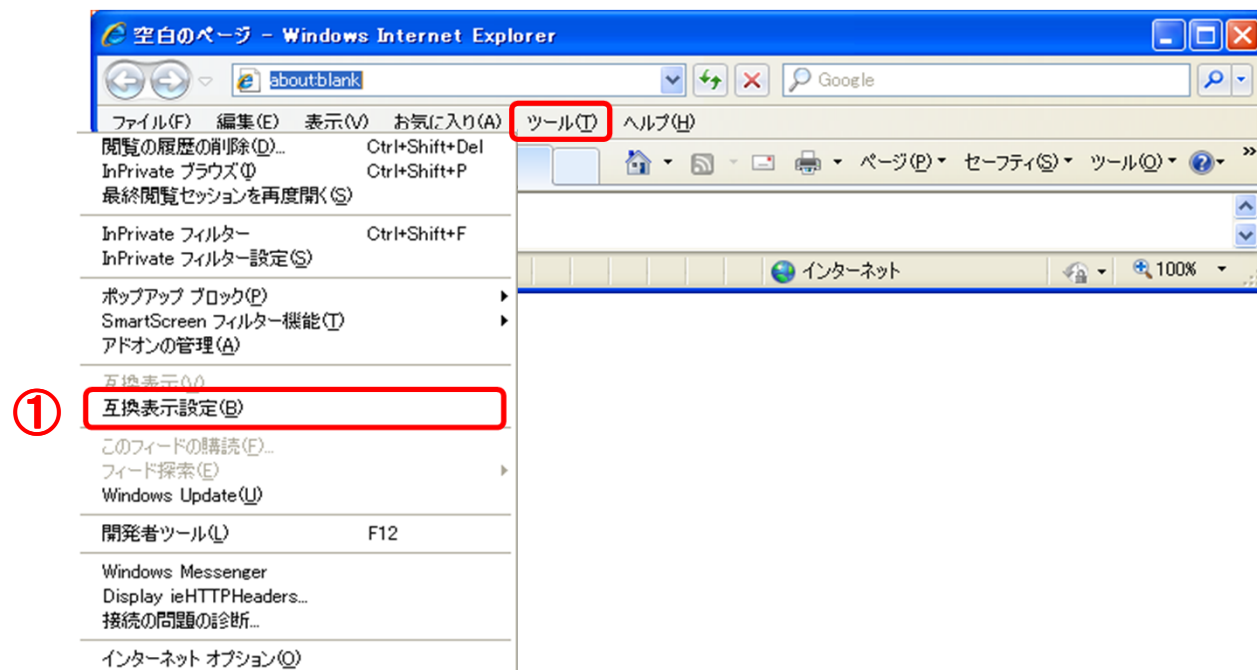 空白のページ - Windows Internet Explorer
about:blank
Google
ファイル(F) 編集(E) 表示(V) お気に入り(A) ツール(T) ヘルプ(H)
ページ(P) セーフティ(S) ツール(O)
閲覧の履歴の削除(D)... Ctrl+Shift+Del
InPrivate ブラウズ(I) Ctrl+Shift+P
最終閲覧セッションを再度開く(S)
InPrivate フィルター Ctrl+Shift+F
InPrivate フィルター設定(S)
インターネット 100%
ポップアップ ブロック(P)
SmartScreen フィルター機能(T)
アドオンの管理(A)
互換表示(V)
① 互換表示設定(B)
このフィードの購読(F)...
フィード探索(E)
Windows Update(U)
開発者ツール(L) F12
Windows Messenger
Display ieHTTPHeaders...
接続の問題の診断...
インターネット オプション(O)